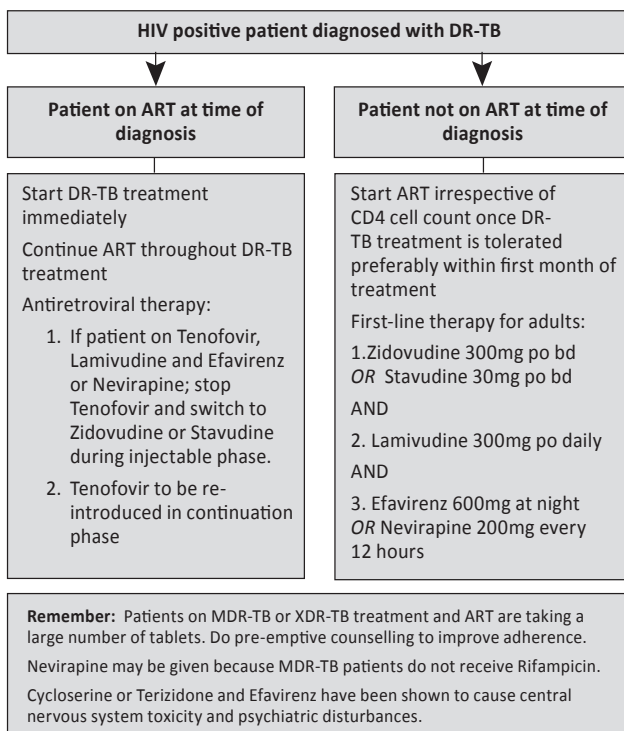 HIV positive patient diagnosed with DR-TB
Patient on ART at time of
diagnosis
Start DR-TB treatment
immediately
Continue ART throughout DR-TB
treatment
Antiretroviral therapy:
1. If patient on Tenofovir,
Lamivudine and Efavirenz
or Nevirapine; stop
Tenofovir and switch to
Zidovudine or Stavudine
during injectable phase.
2. Tenofovir to be re-
introduced in continuation
phase
Patient not on ART at time of
diagnosis
Start ART irrespective of
CD4 cell count once DR-
TB treatment is tolerated
preferably within first month of
treatment
First-line therapy for adults:
1.Zidovudine 300mg po bd
OR Stavudine 30mg po bd
AND
2. Lamivudine 300mg po daily
AND
3. Efavirenz 600mg at night
OR Nevirapine 200mg every
12 hours
Remember: Patients on MDR-TB or XDR-TB treatment and ART are taking a
large number of tablets. Do pre-emptive counselling to improve adherence.
Nevirapine may be given because MDR-TB patients do not receive Rifampicin.
Cycloserine or Terizidone and Efavirenz have been shown to cause central
nervous system toxicity and psychiatric disturbances.